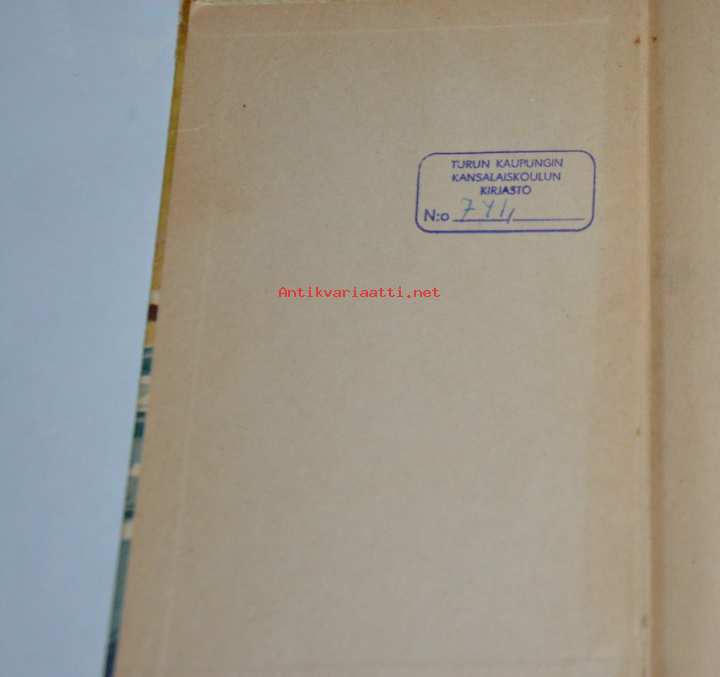 TURUN KAUPUNGIN
KANSALAISKOULUN
KIRJASTO
N:o 741,
Antikvariaatti.net